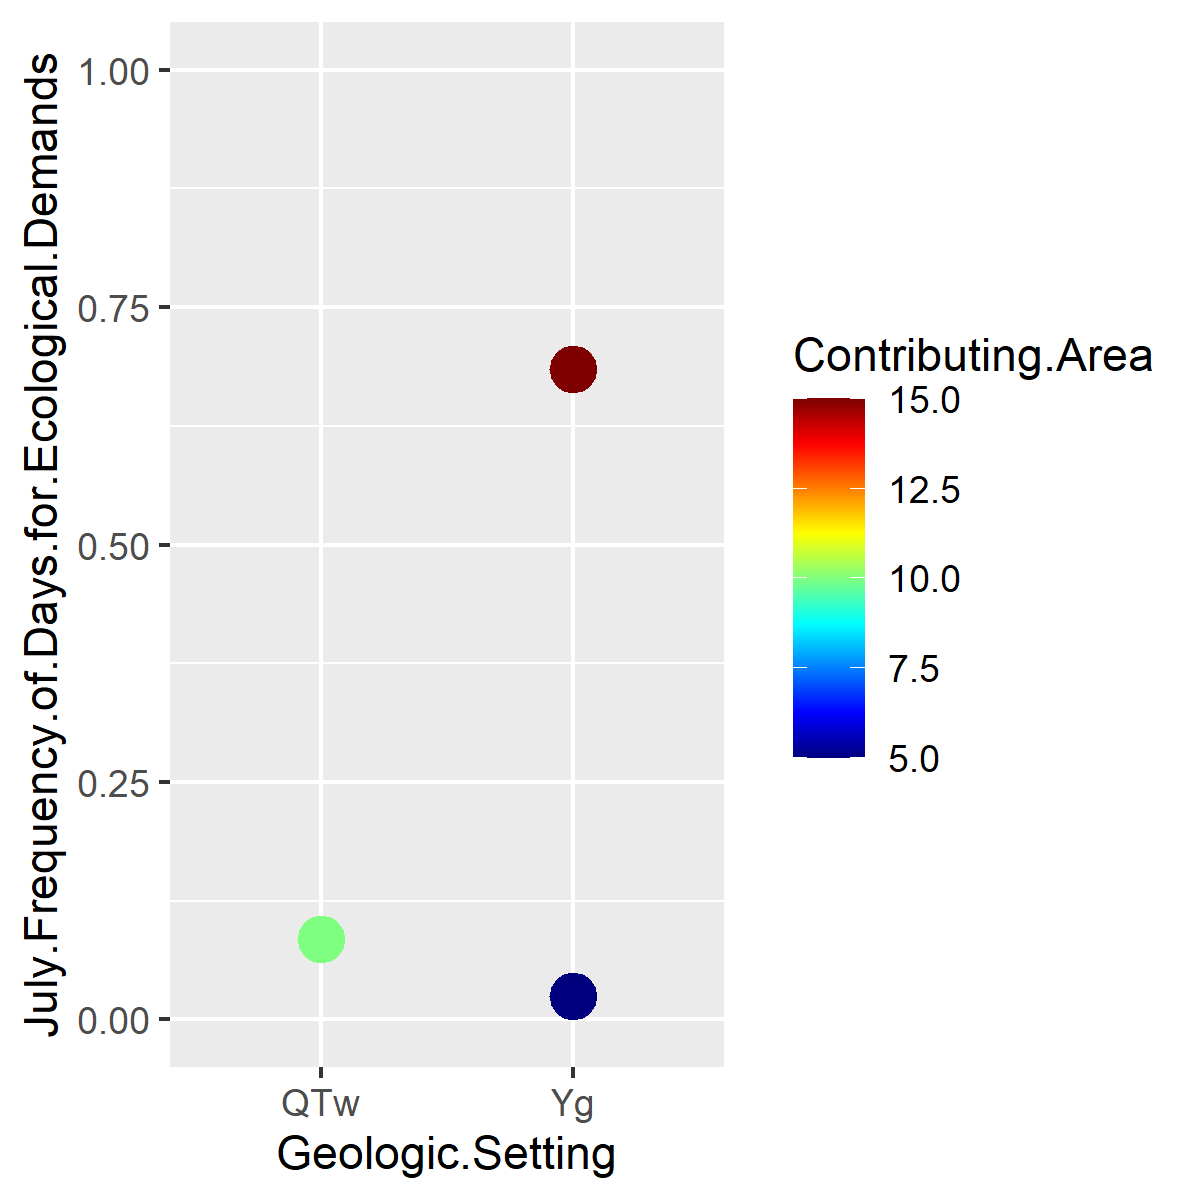 July.Frequency.of.Days.for.Ecological.Demands
1.00
0.75
0.50
0.25
0.00
QTw
Yg
Geologic.Setting
Contributing.Area
15.0
12.5
10.0
7.5
5.0